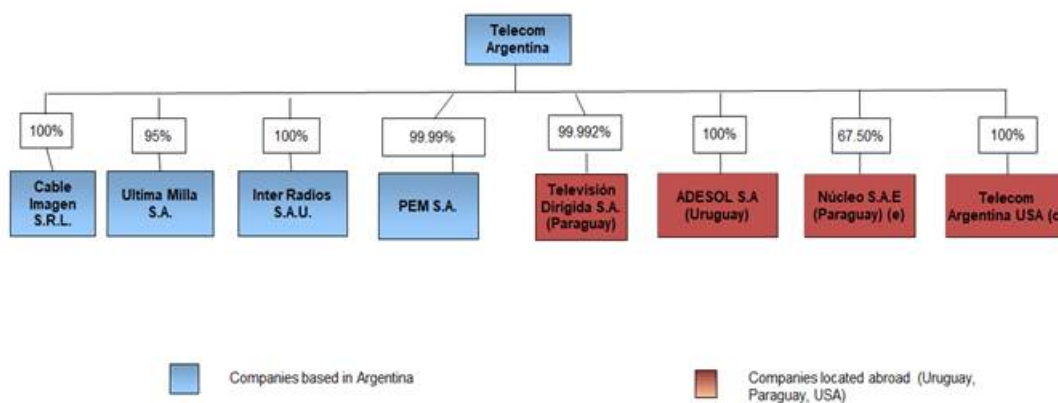 Telecom
Argentina
100%
95%
100%
99.99%
99.992%
100%
67.50%
100%
Cable
Imagen
S.R.L.
Ultima Milla
S.A.
Inter Radios
S.A.U.
PEM S.A.
Televisión
Dirigida S.A.
(Paraguay)
ADESOL S.A
(Uruguay)
Núcleo S.A.E
(Paraguay) (e)
Telecom
Argentina USA
Companies based in Argentina
Companies located abroad (Uruguay,
Paraguay, USA)